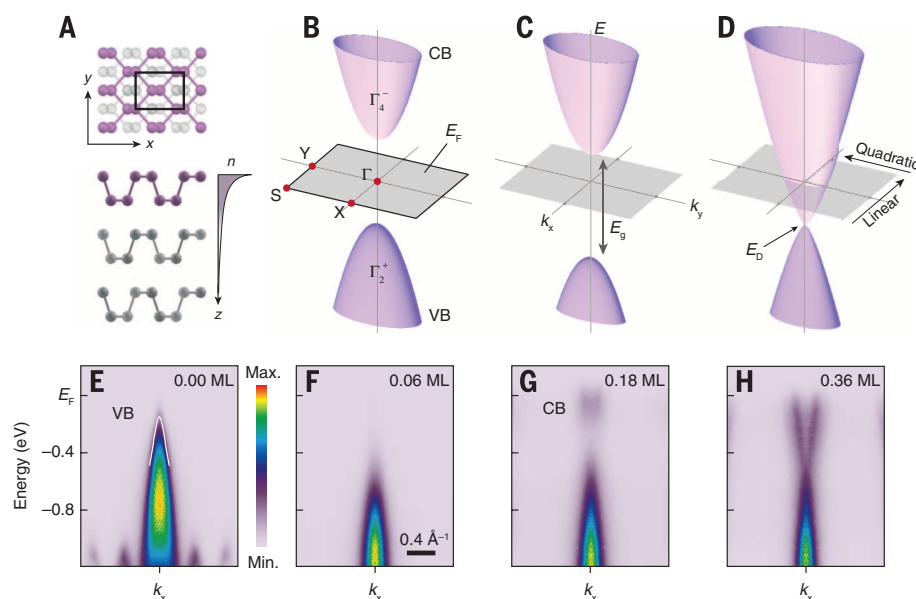 A
y
x
n
z
B
CB
Γ4−
EF
Y
Γ
S
X
Γ2+
VB
C
E
kx
ky
Eg
D
Quadratic
Linear
ED
E
0.00 ML
EF
VB
−0.4
−0.8
Energy (eV)
kx
Max.
Min.
F
0.06 ML
0.4 Å−1
kx
G
0.18 ML
CB
kx
H
0.36 ML
kx